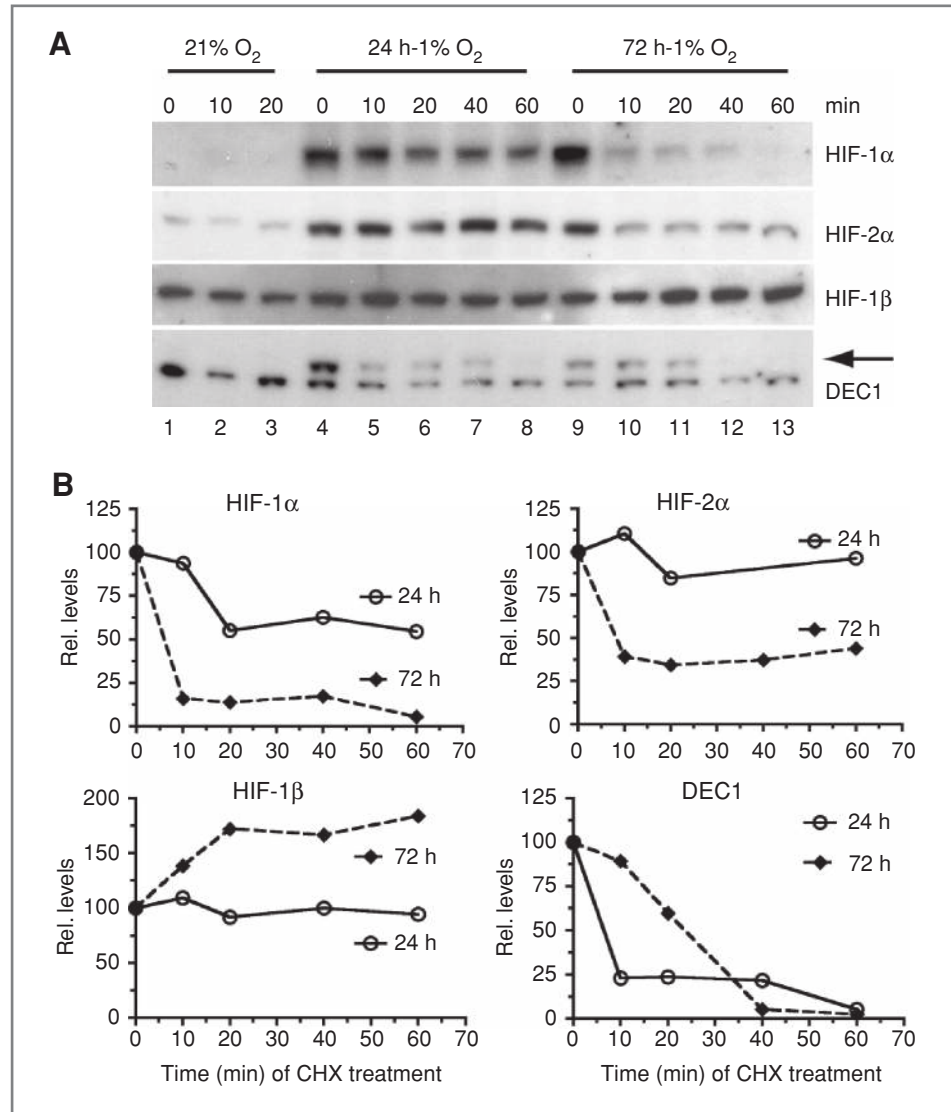 A
21% O2 24 h-1% O2 72 h-1% O2
0 10 20 0 10 20 40 60 0 10 20 40 60 min
HIF-1α
HIF-2α
HIF-1β
DEC1
1 2 3 4 5 6 7 8 9 10 11 12 13
B
HIF-1α
Rel. levels
125
100
75
50
25
0
24 h
72 h
0 10 20 30 40 50 60 70
HIF-2α
Rel. levels
125
100
75
50
25
0
24 h
72 h
0 10 20 30 40 50 60 70
HIF-1β
Rel. levels
200
150
100
50
0
72 h
24 h
0 10 20 30 40 50 60 70
Time (min) of CHX treatment
DEC1
Rel. levels
125
100
75
50
25
0
24 h
72 h
0 10 20 30 40 50 60 70
Time (min) of CHX treatment